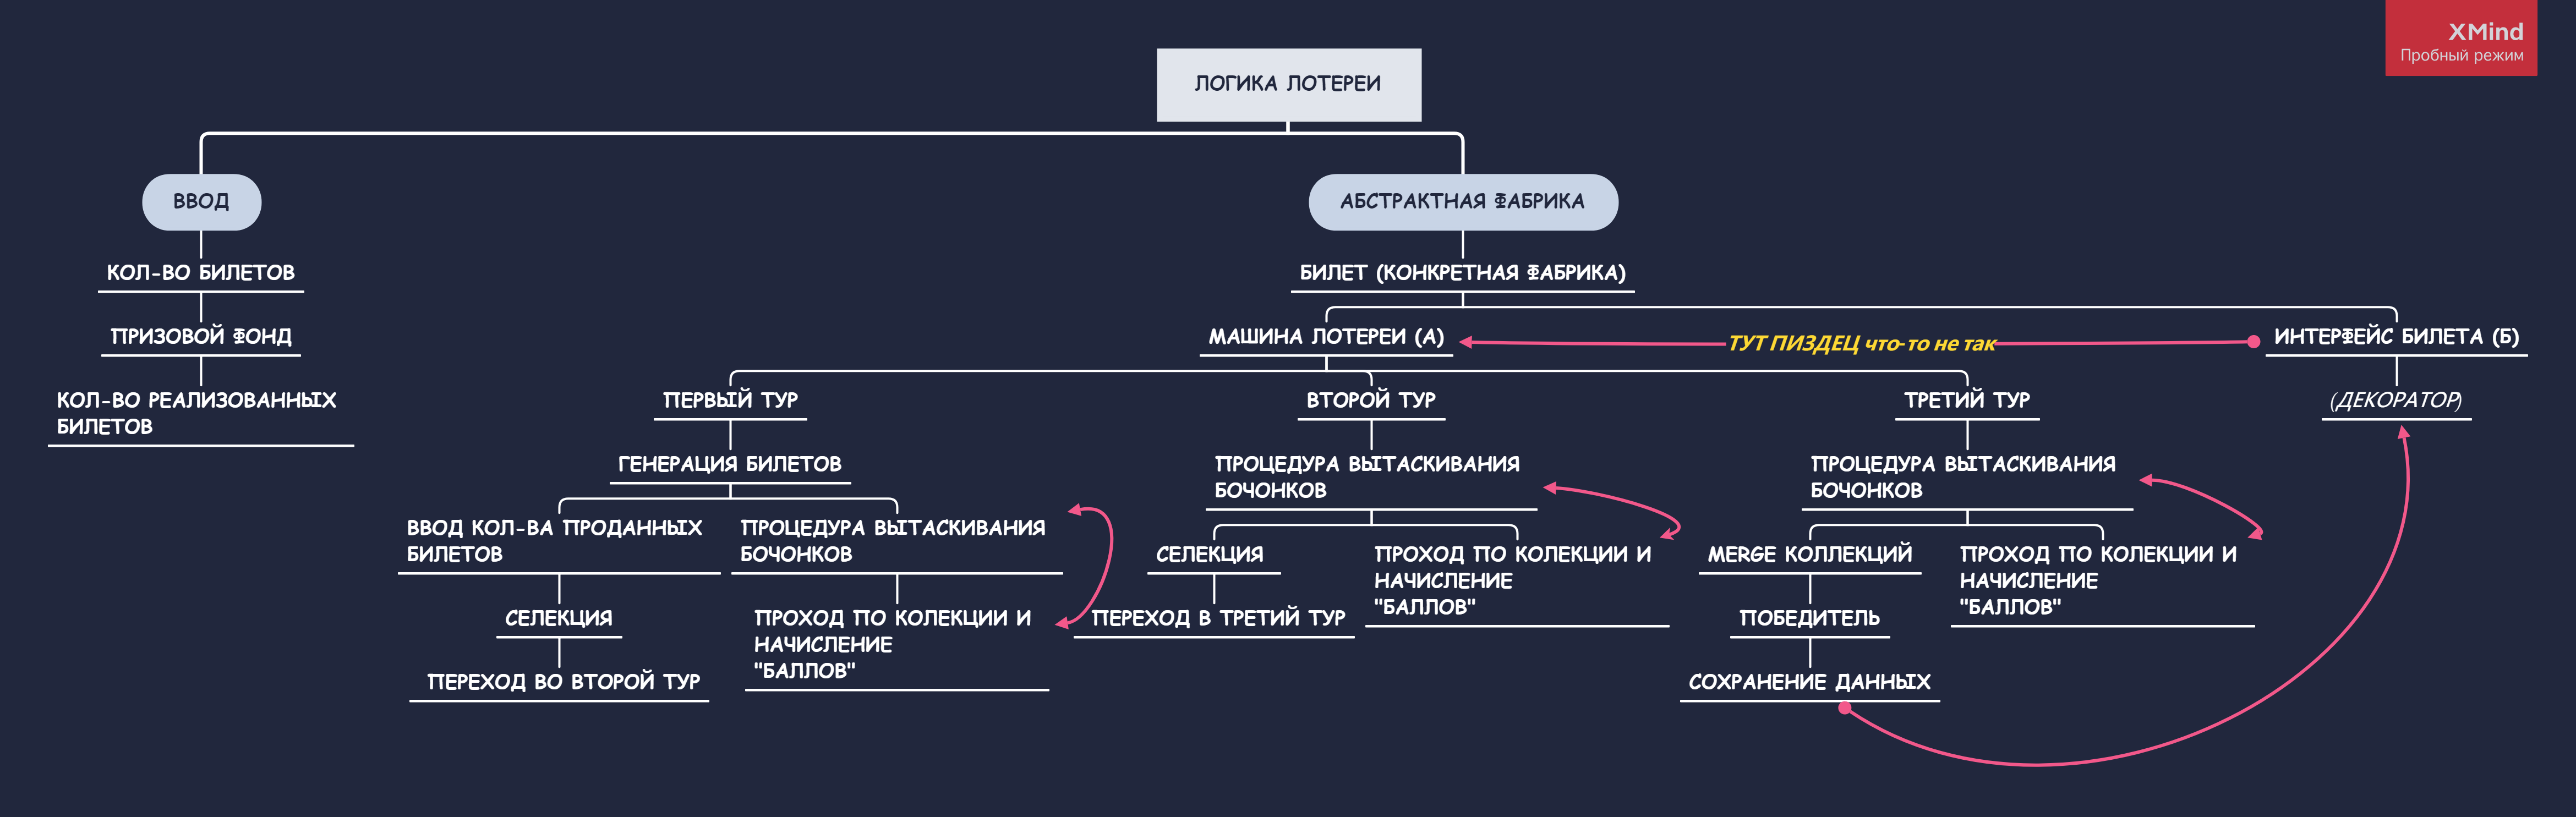 XMind
Пробный режим
ЛОГИКА ЛОТЕРЕИ
ВВОД
АБСТРАКТНАЯ ФАБРИКА
КОЛ-ВО БИЛЕТОВ
БИЛЕТ (КОНКРЕТНАЯ ФАБРИКА)
ПРИЗОВОЙ ФОНД
МАШИНА ЛОТЕРЕИ (А)
ТУТ ПИЗДЕЦ что-то не так
ИНТЕРФЕЙС БИЛЕТА (Б)
КОЛ-ВО РЕАЛИЗОВАННЫХ
БИЛЕТОВ
ПЕРВЫЙ ТУР
ВТОРОЙ ТУР
ТРЕТИЙ ТУР
(ДЕКОРАТОР)
ГЕНЕРАЦИЯ БИЛЕТОВ
ПРОЦЕДУРА ВЫТАСКИВАНИЯ
БОЧОНКОВ
ПРОЦЕДУРА ВЫТАСКИВАНИЯ
БОЧОНКОВ
ВВОД КОЛ-ВА ПРОДАННЫХ
БИЛЕТОВ
ПРОЦЕДУРА ВЫТАСКИВАНИЯ
БОЧОНКОВ
СЕЛЕКЦИЯ
ПРОХОД ПО КОЛЕКЦИИ И
НАЧИСЛЕНИЕ
"БАЛЛОВ"
MERGE КОЛЛЕКЦИЙ
ПРОХОД ПО КОЛЕКЦИИ И
НАЧИСЛЕНИЕ
"БАЛЛОВ"
СЕЛЕКЦИЯ
ПРОХОД ПО КОЛЕКЦИИ И
НАЧИСЛЕНИЕ
"БАЛЛОВ"
ПЕРЕХОД В ТРЕТИЙ ТУР
ПОБЕДИТЕЛЬ
ПЕРЕХОД ВО ВТОРОЙ ТУР
СОХРАНЕНИЕ ДАННЫХ